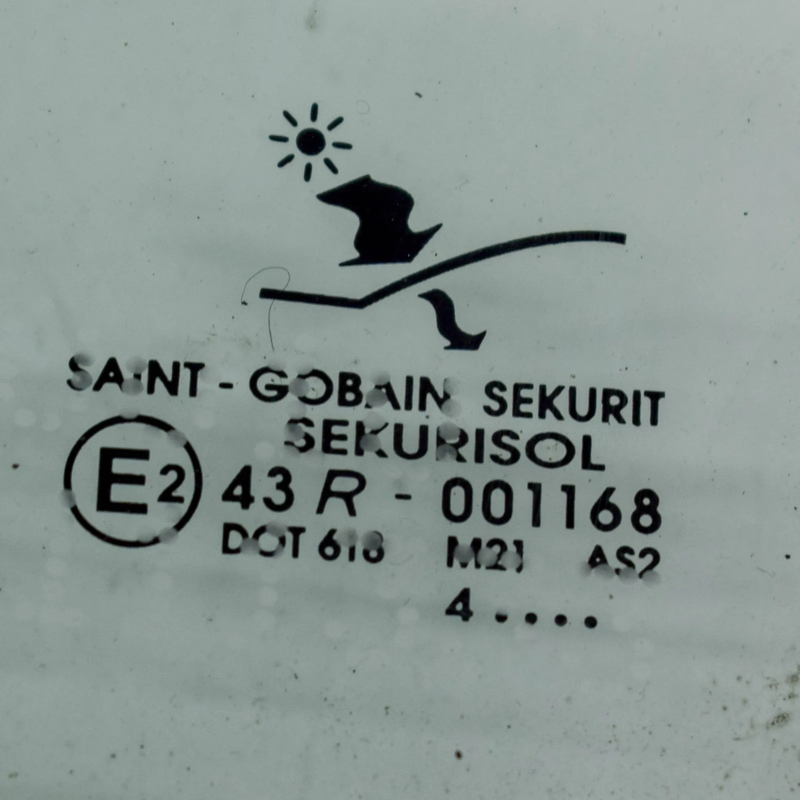 SAINT - GOBAIN SEKURIT
SEKURISOL
E2 43 R - 001168
DOT 618 M21 AS2
4 ....